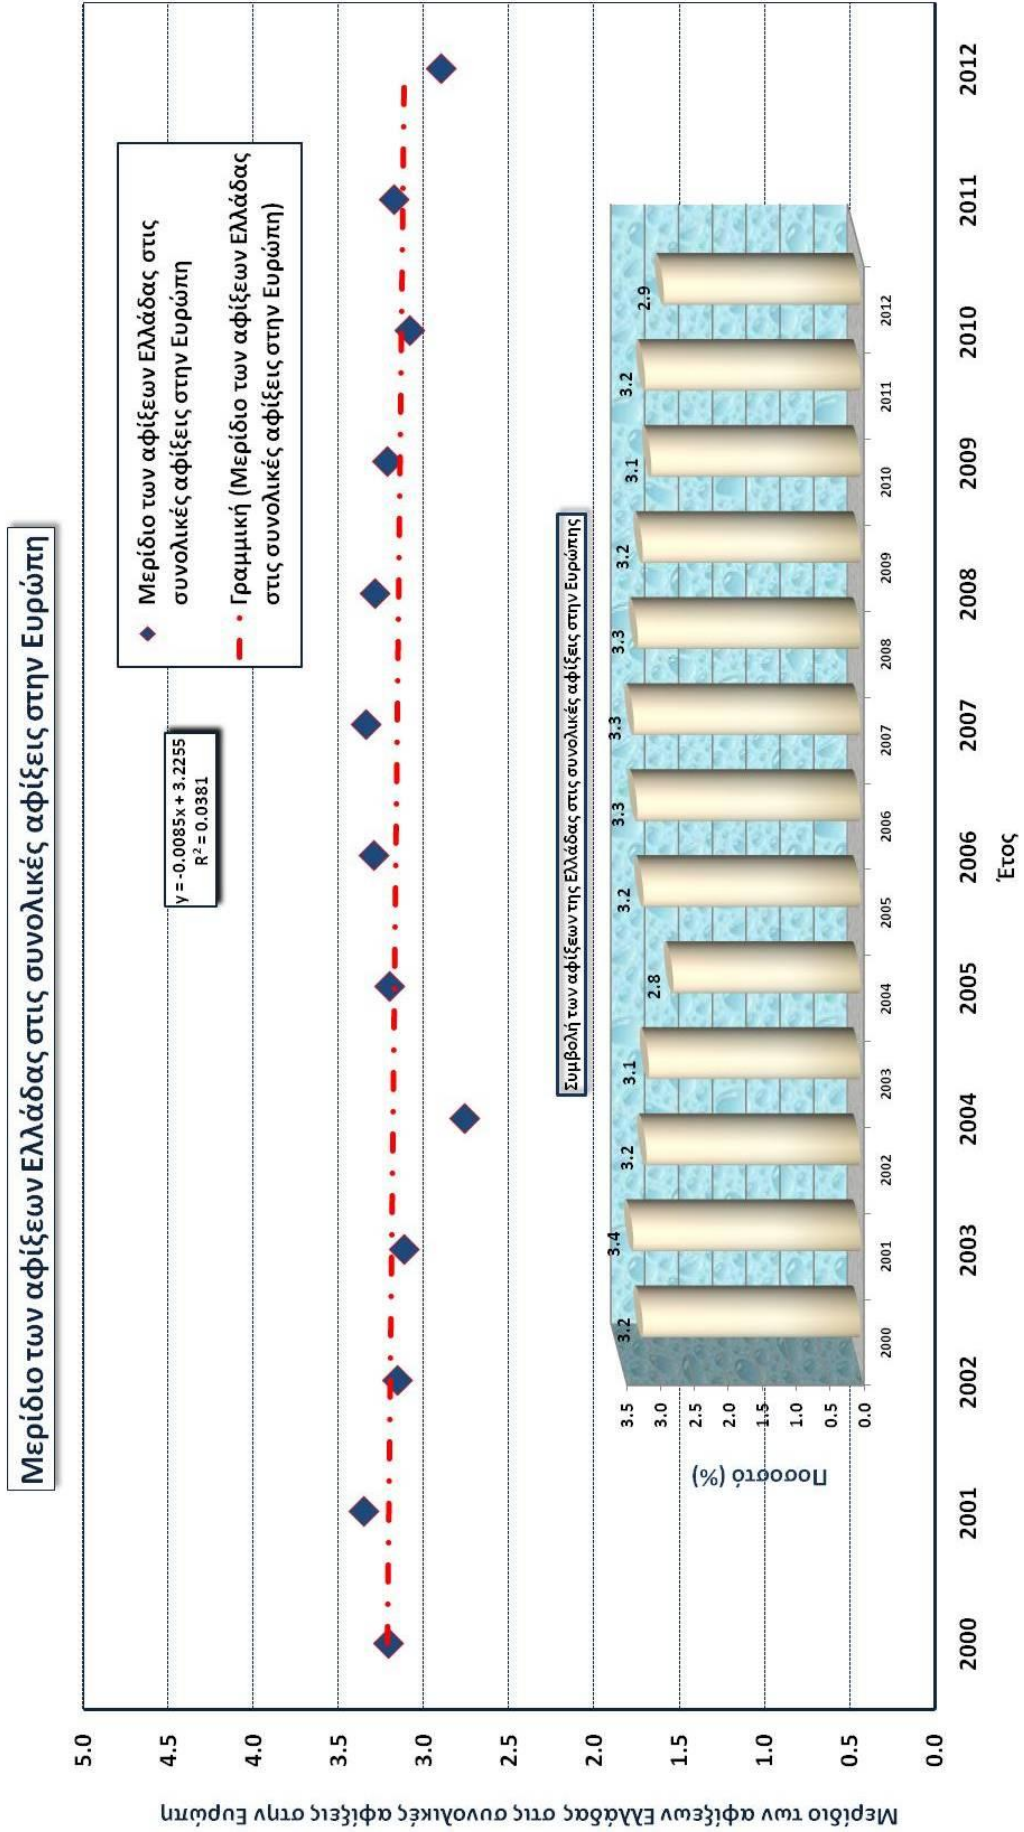 Μερίδιο των αφίξεων Ελλάδας στις συνολικές αφίξεις στην Ευρώπη
Μερίδιο των αφίξεων Ελλάδας στις συνολικές αφίξεις στην Ευρώπη
5.0
4.5
4.0
3.5
3.0
2.5
2.0
1.5
1.0
0.5
0.0
y = -0.0085x + 3.2255
R² = 0.0381
Μερίδιο των αφίξεων Ελλάδας στις
συνολικές αφίξεις στην Ευρώπη
Γραμμική (Μερίδιο των αφίξεων Ελλάδας
στις συνολικές αφίξεις στην Ευρώπη)
Συμβολή των αφίξεων της Ελλάδας στις συνολικές αφίξεις στην Ευρώπης
Ποσοστό (%)
3.5
3.0
2.5
2.0
1.5
1.0
0.5
0.0
3.2 3.4 3.2 3.1 2.8 3.2 3.3 3.3 3.3 3.2 3.1 3.2 2.9
2000 2001 2002 2003 2004 2005 2006 2007 2008 2009 2010 2011 2012
2000 2001 2002 2003 2004 2005 2006 2007 2008 2009 2010 2011 2012
Έτος